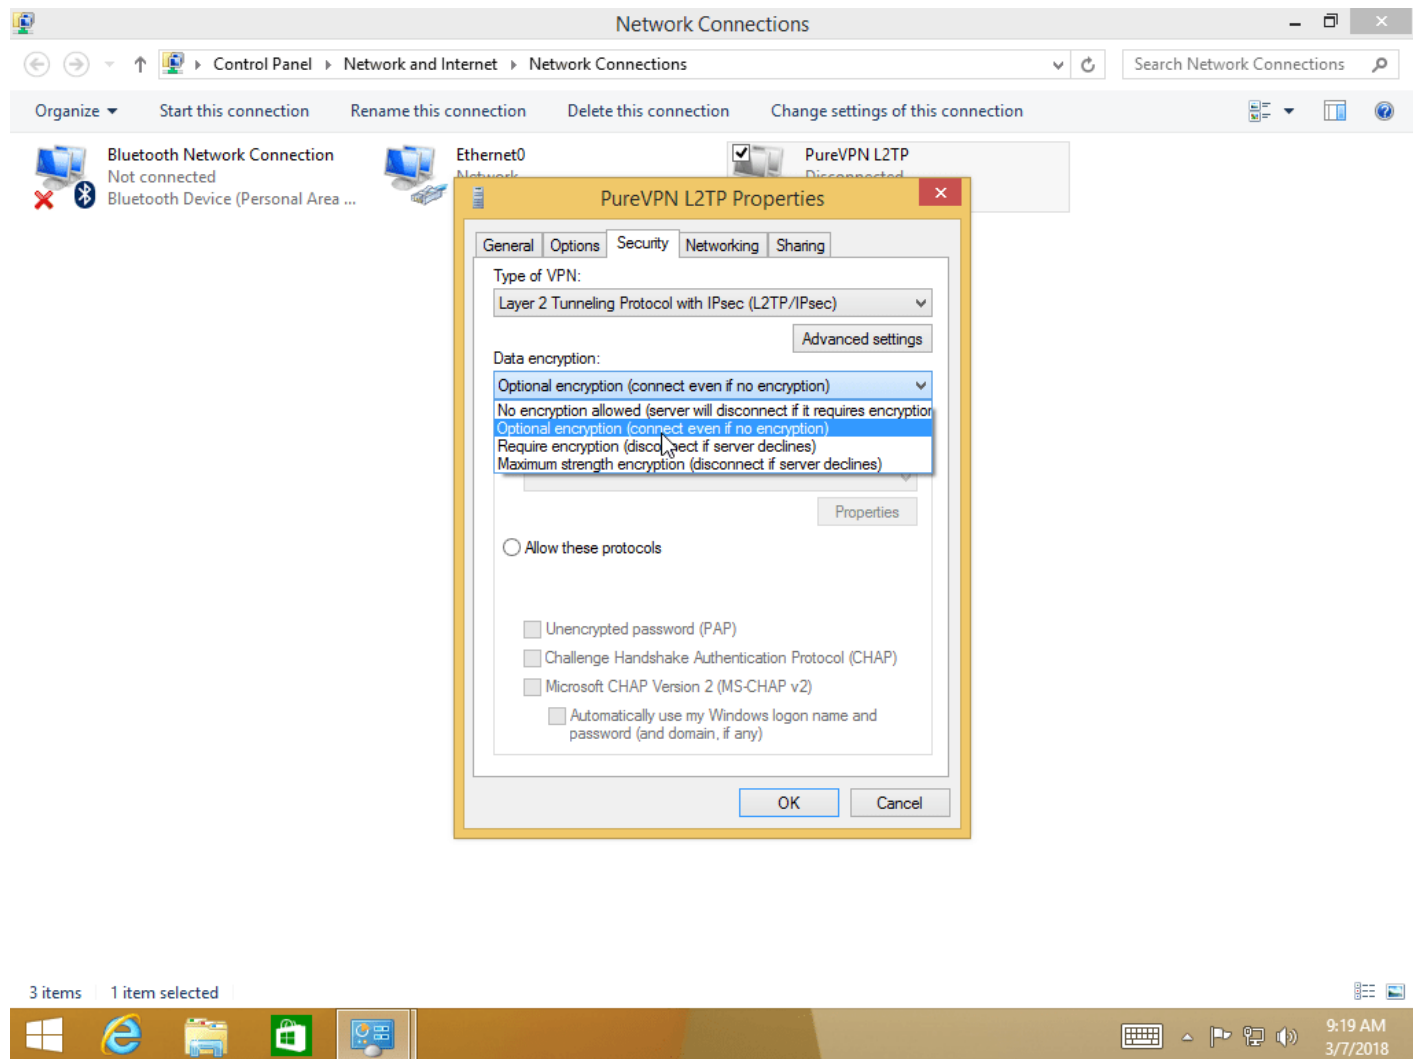 Network Connections
Control Panel Network and Internet Network Connections
Search Network Connections
Organize Start this connection Rename this connection Delete this connection Change settings of this connection
Bluetooth Network Connection
Not connected
Bluetooth Device (Personal Area ...
Ethernet0
Network
PureVPN L2TP
Disconnected
PureVPN L2TP Properties
General Options Security Networking Sharing
Type of VPN:
Layer 2 Tunneling Protocol with IPsec (L2TP/IPsec)
Advanced settings
Data encryption:
Optional encryption (connect even if no encryption)
No encryption allowed (server will disconnect if it requires encryption
Optional encryption (connect even if no encryption)
Require encryption (disconnect if server declines)
Maximum strength encryption (disconnect if server declines)
Properties
Allow these protocols
Unencrypted password (PAP)
Challenge Handshake Authentication Protocol (CHAP)
Microsoft CHAP Version 2 (MS-CHAP v2)
Automatically use my Windows logon name and
password (and domain, if any)
OK Cancel
3 items 1 item selected
9:19 AM
3/7/2018